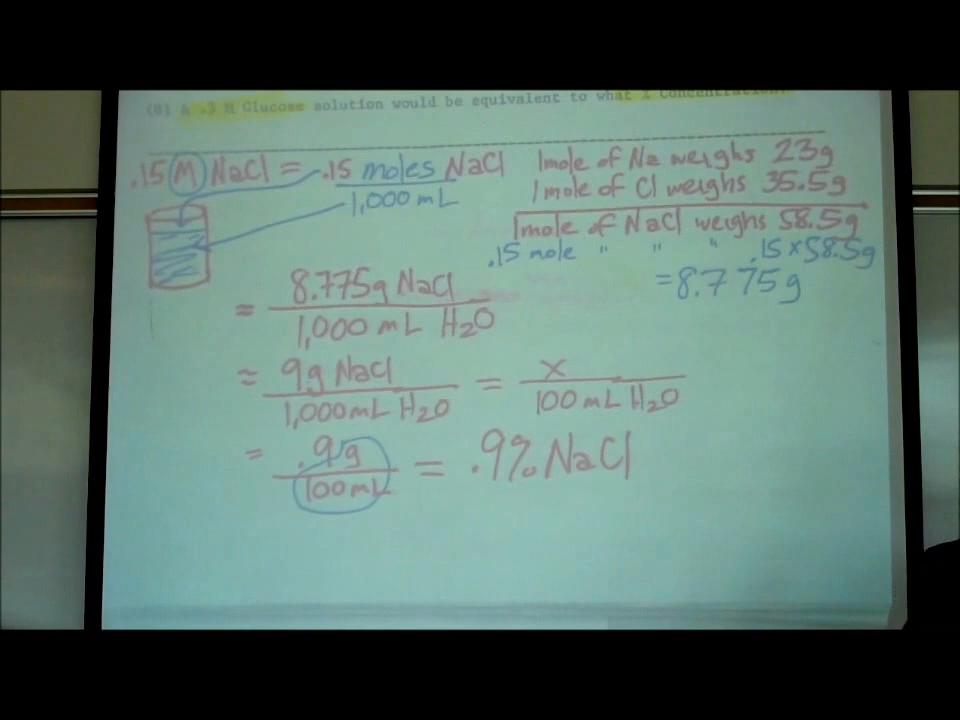 (8) A .3 M Glucose solution would be equivalent to what % Concentration?
.15 M NaCl = .15 moles NaCl
1,000 mL
1 mole of Na weighs 23g
1 mole of Cl weighs 35.5g
1 mole of NaCl weighs 58.5g
.15 mole " " " .15 × 58.5g
= 8.775g
= 8.775g NaCl
1,000 mL H2O
≈ 9g NaCl = x
1,000 mL H2O 100 mL H2O
= .9g = .9% NaCl
100 mL